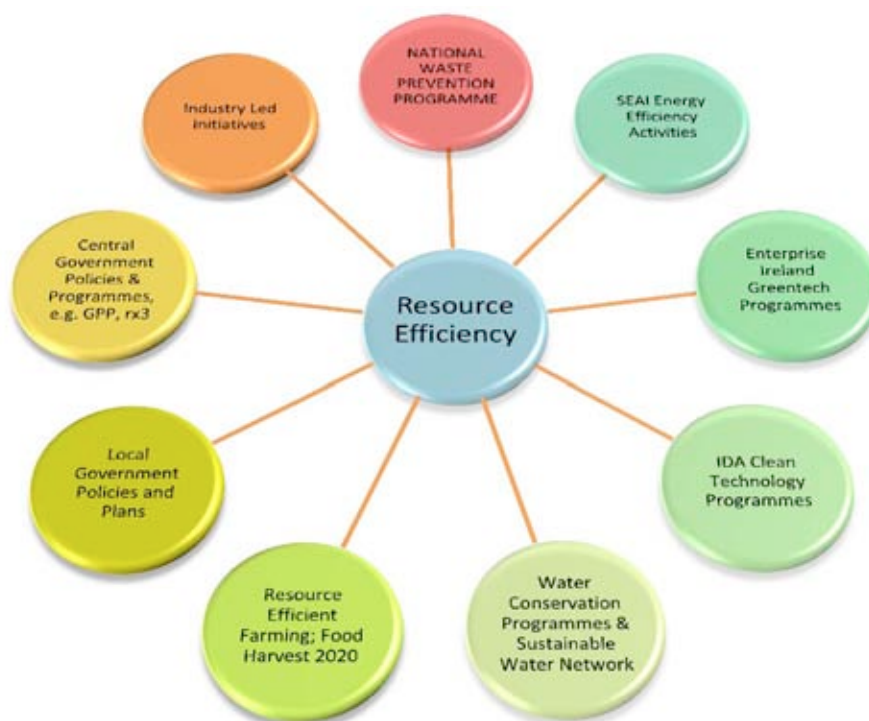 NATIONAL
WASTE
PREVENTION
PROGRAMME
SEAI Energy
Efficiency
Activities
Enterprise
Ireland
Greentech
Programmes
IDA Clean
Technology
Programmes
Water
Conservation
Programmes &
Sustainable
Water Network
Resource
Efficient
Farming; Food
Harvest 2020
Local
Government
Policies and
Plans
Central
Government
Policies &
Programmes,
e.g. GPP, rx3
Industry Led
Initiatives
Resource
Efficiency